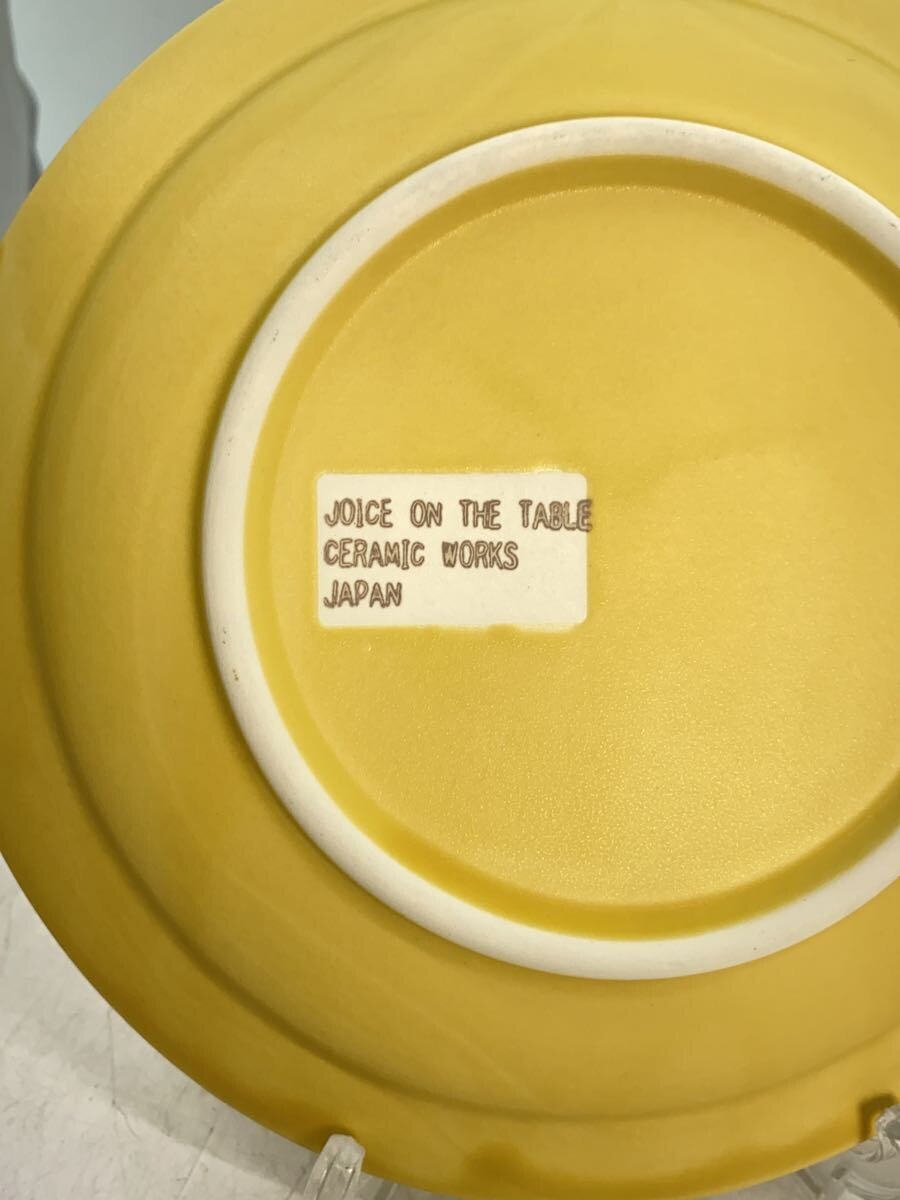 JOICE ON THE TABLE
CERAMIC WORKS
JAPAN